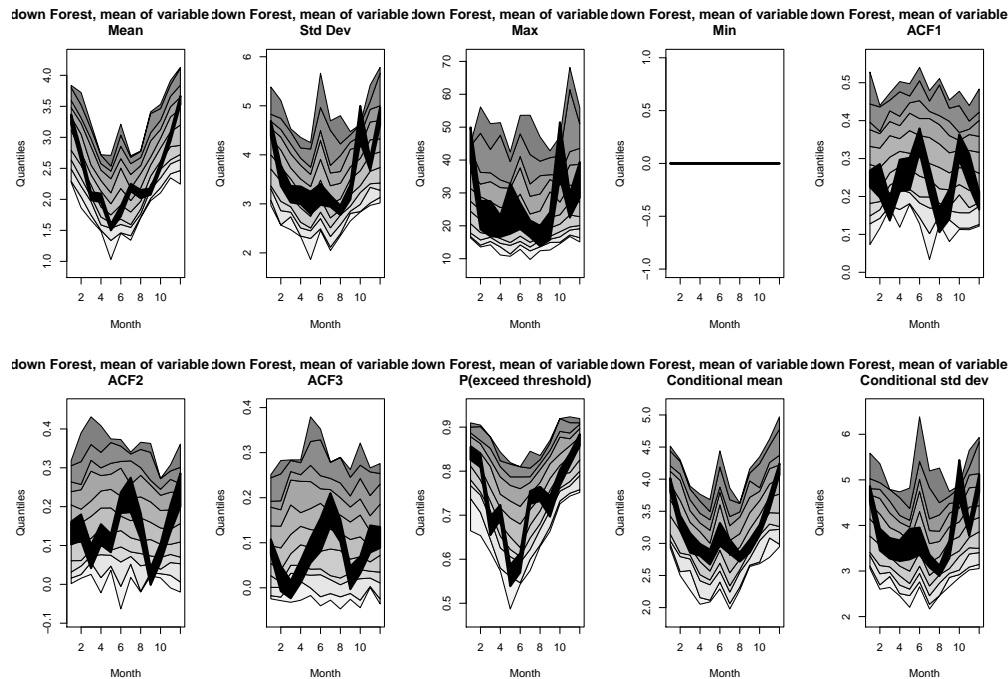 down Forest, mean of variable down Forest, mean of variable down Forest, mean of variable down Forest, mean of variable down Forest, mean of variable
Mean Std Dev Max Min ACF1
Quantiles
1.0 1.5 2.0 2.5 3.0 3.5 4.0
2 4 6 8 10
Month
Quantiles
2 3 4 5 6
2 4 6 8 10
Month
Quantiles
10 20 30 40 50 60 70
2 4 6 8 10
Month
Quantiles
−1.0 −0.5 0.0 0.5 1.0
2 4 6 8 10
Month
Quantiles
0.0 0.1 0.2 0.3 0.4 0.5
2 4 6 8 10
Month
down Forest, mean of variable down Forest, mean of variable down Forest, mean of variable down Forest, mean of variable down Forest, mean of variable
ACF2 ACF3 P(exceed threshold) Conditional mean Conditional std dev
Quantiles
−0.1 0.0 0.1 0.2 0.3 0.4
2 4 6 8 10
Month
Quantiles
0.0 0.1 0.2 0.3 0.4
2 4 6 8 10
Month
Quantiles
0.5 0.6 0.7 0.8 0.9
2 4 6 8 10
Month
Quantiles
2.0 2.5 3.0 3.5 4.0 4.5 5.0
2 4 6 8 10
Month
Quantiles
2 3 4 5 6
2 4 6 8 10
Month